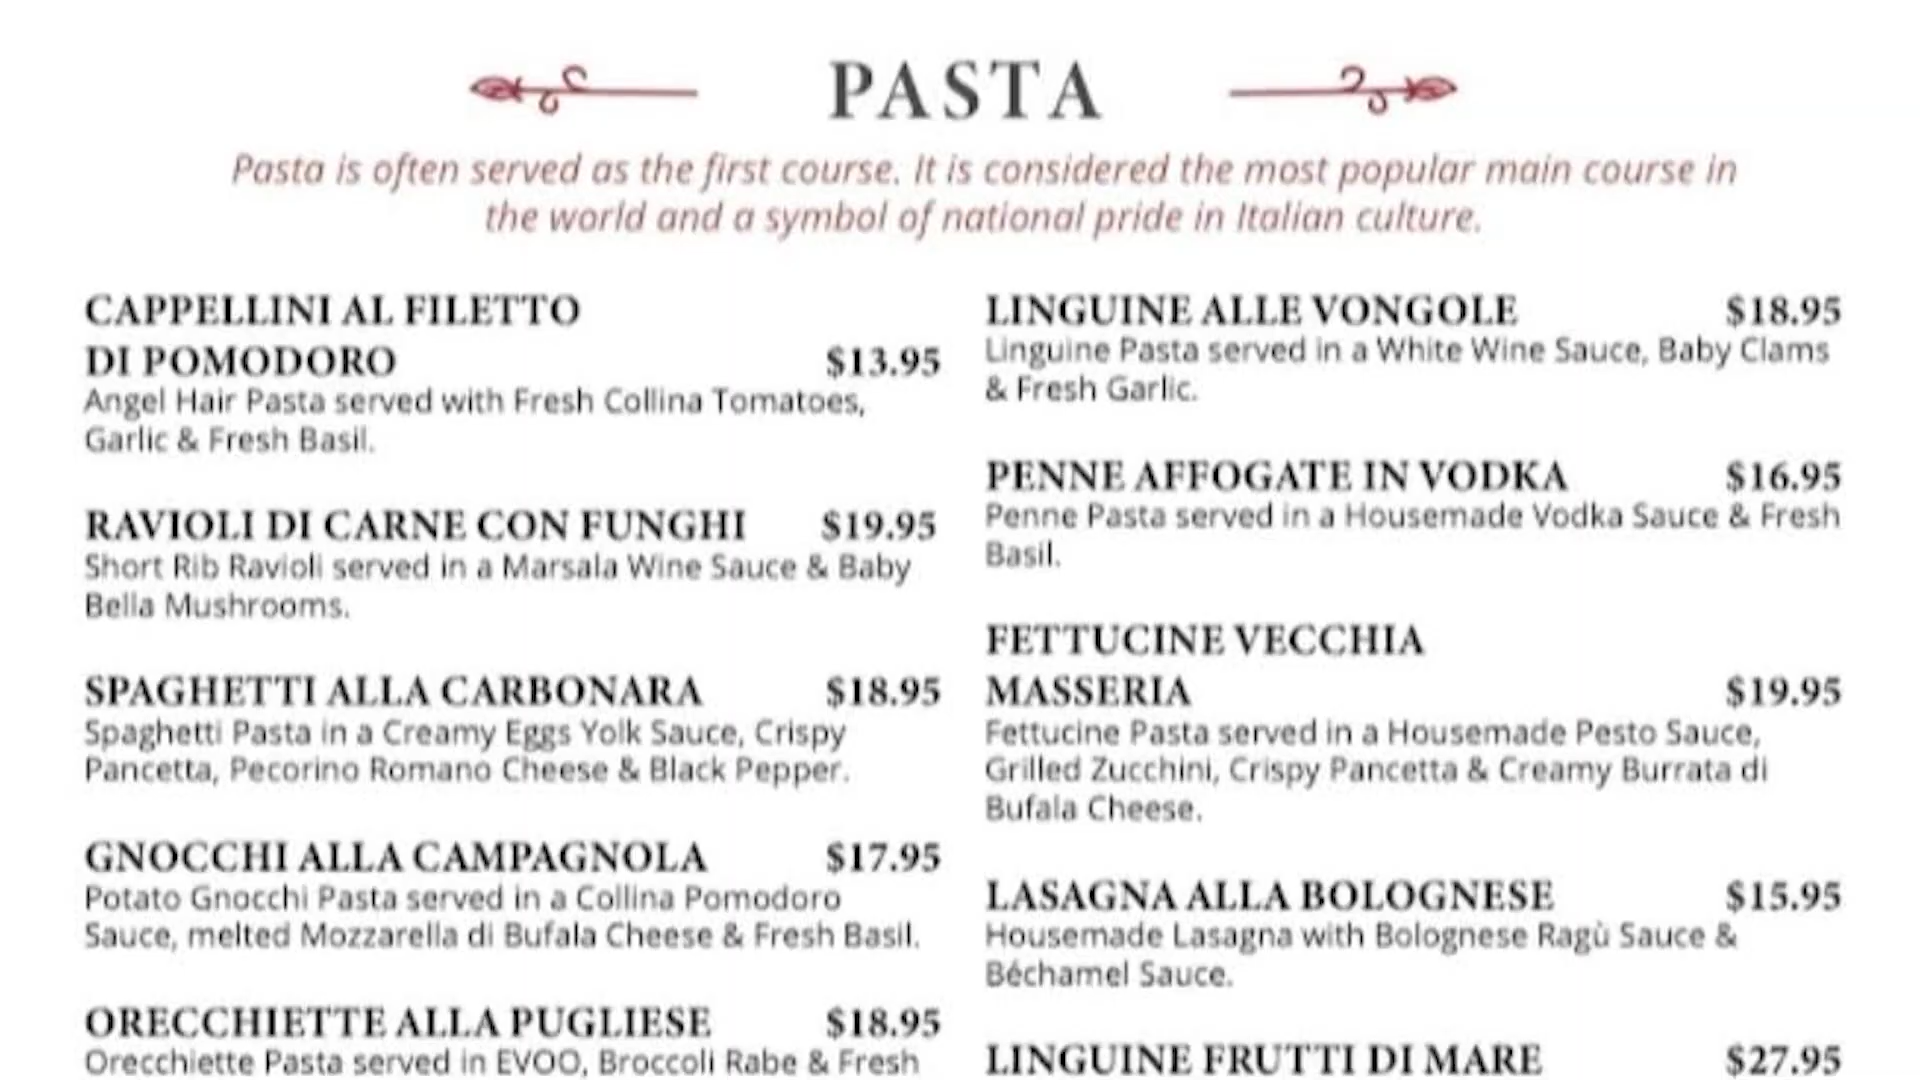 PASTA
Pasta is often served as the first course. It is considered the most popular main course in
the world and a symbol of national pride in Italian culture.
CAPPELLINI AL FILETTO
DI POMODORO $13.95
Angel Hair Pasta served with Fresh Collina Tomatoes,
Garlic & Fresh Basil.
RAVIOLI DI CARNE CON FUNGHI $19.95
Short Rib Ravioli served in a Marsala Wine Sauce & Baby
Bella Mushrooms.
SPAGHETTI ALLA CARBONARA $18.95
Spaghetti Pasta in a Creamy Eggs Yolk Sauce, Crispy
Pancetta, Pecorino Romano Cheese & Black Pepper.
GNOCCHI ALLA CAMPAGNOLA $17.95
Potato Gnocchi Pasta served in a Collina Pomodoro
Sauce, melted Mozzarella di Bufala Cheese & Fresh Basil.
ORECCHIETTE ALLA PUGLIESE $18.95
Orecchiette Pasta served in EVOO, Broccoli Rabe & Fresh
LINGUINE ALLE VONGOLE $18.95
Linguine Pasta served in a White Wine Sauce, Baby Clams
& Fresh Garlic.
PENNE AFFOGATE IN VODKA $16.95
Penne Pasta served in a Housemade Vodka Sauce & Fresh
Basil.
FETTUCINE VECCHIA
MASSERIA $19.95
Fettucine Pasta served in a Housemade Pesto Sauce,
Grilled Zucchini, Crispy Pancetta & Creamy Burrata di
Bufala Cheese.
LASAGNA ALLA BOLOGNESE $15.95
Housemade Lasagna with Bolognese Ragù Sauce &
Béchamel Sauce.
LINGUINE FRUTTI DI MARE $27.95